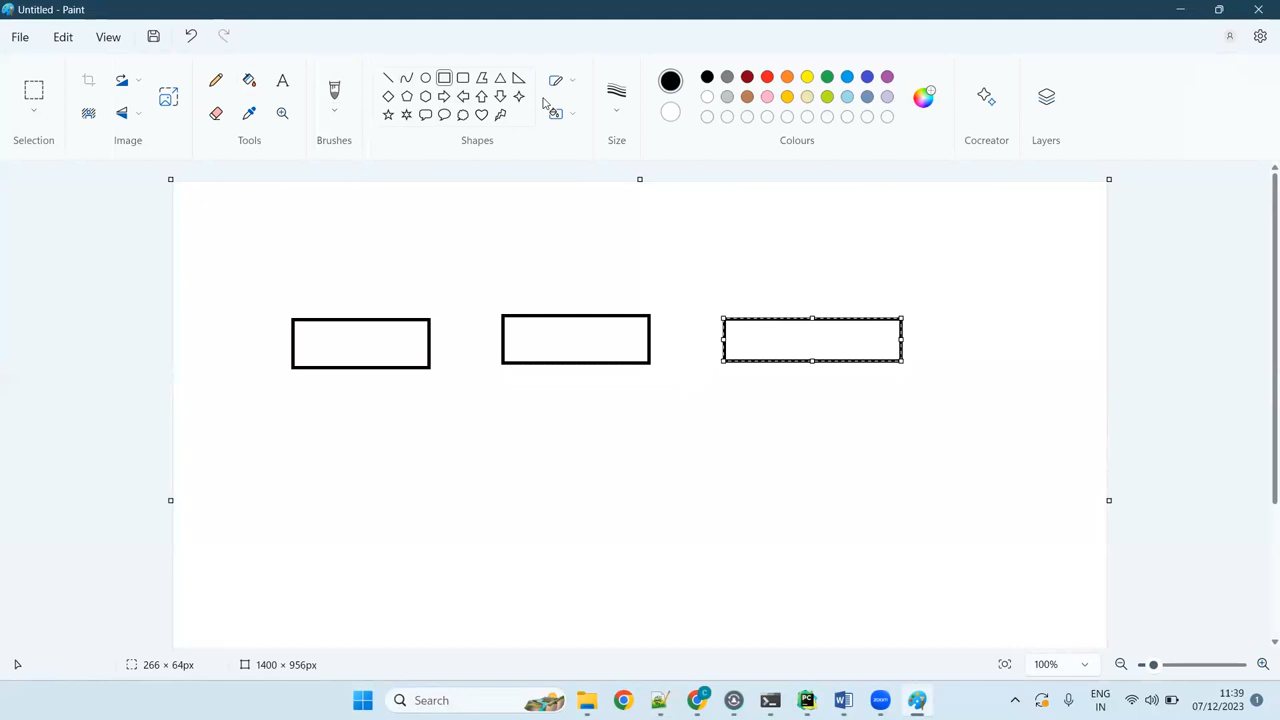 Untitled - Paint
File Edit View
Selection Image Tools Brushes Shapes Size Colours Cocreator Layers
266 × 64px 1400 × 956px 100%
Search
ENG
IN
11:39
07/12/2023
zoom